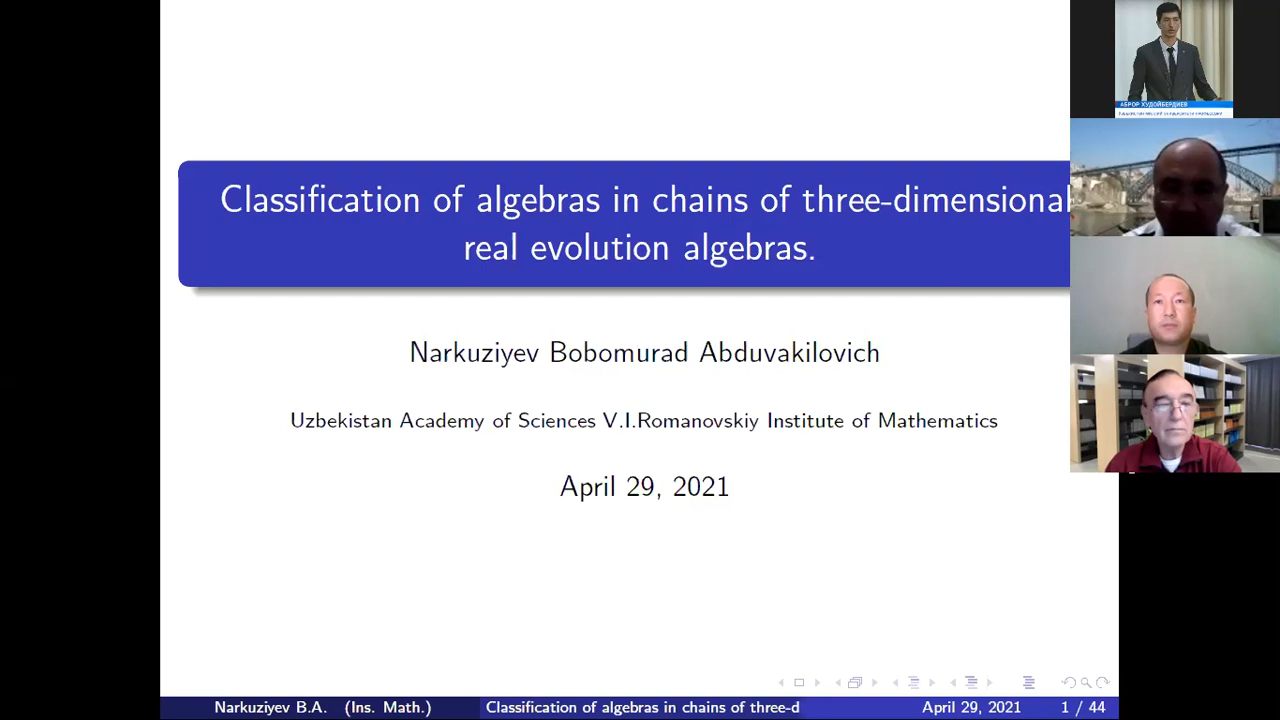 Classification of algebras in chains of three-dimensional
real evolution algebras.
Narkuziyev Bobomurad Abduvakilovich
Uzbekistan Academy of Sciences V.I.Romanovskiy Institute of Mathematics
April 29, 2021
Narkuziyev B.A. (Ins. Math.)
Classification of algebras in chains of three-d
April 29, 2021
1 / 44
АБРОР ХУДОЙБЕРДИЕВ